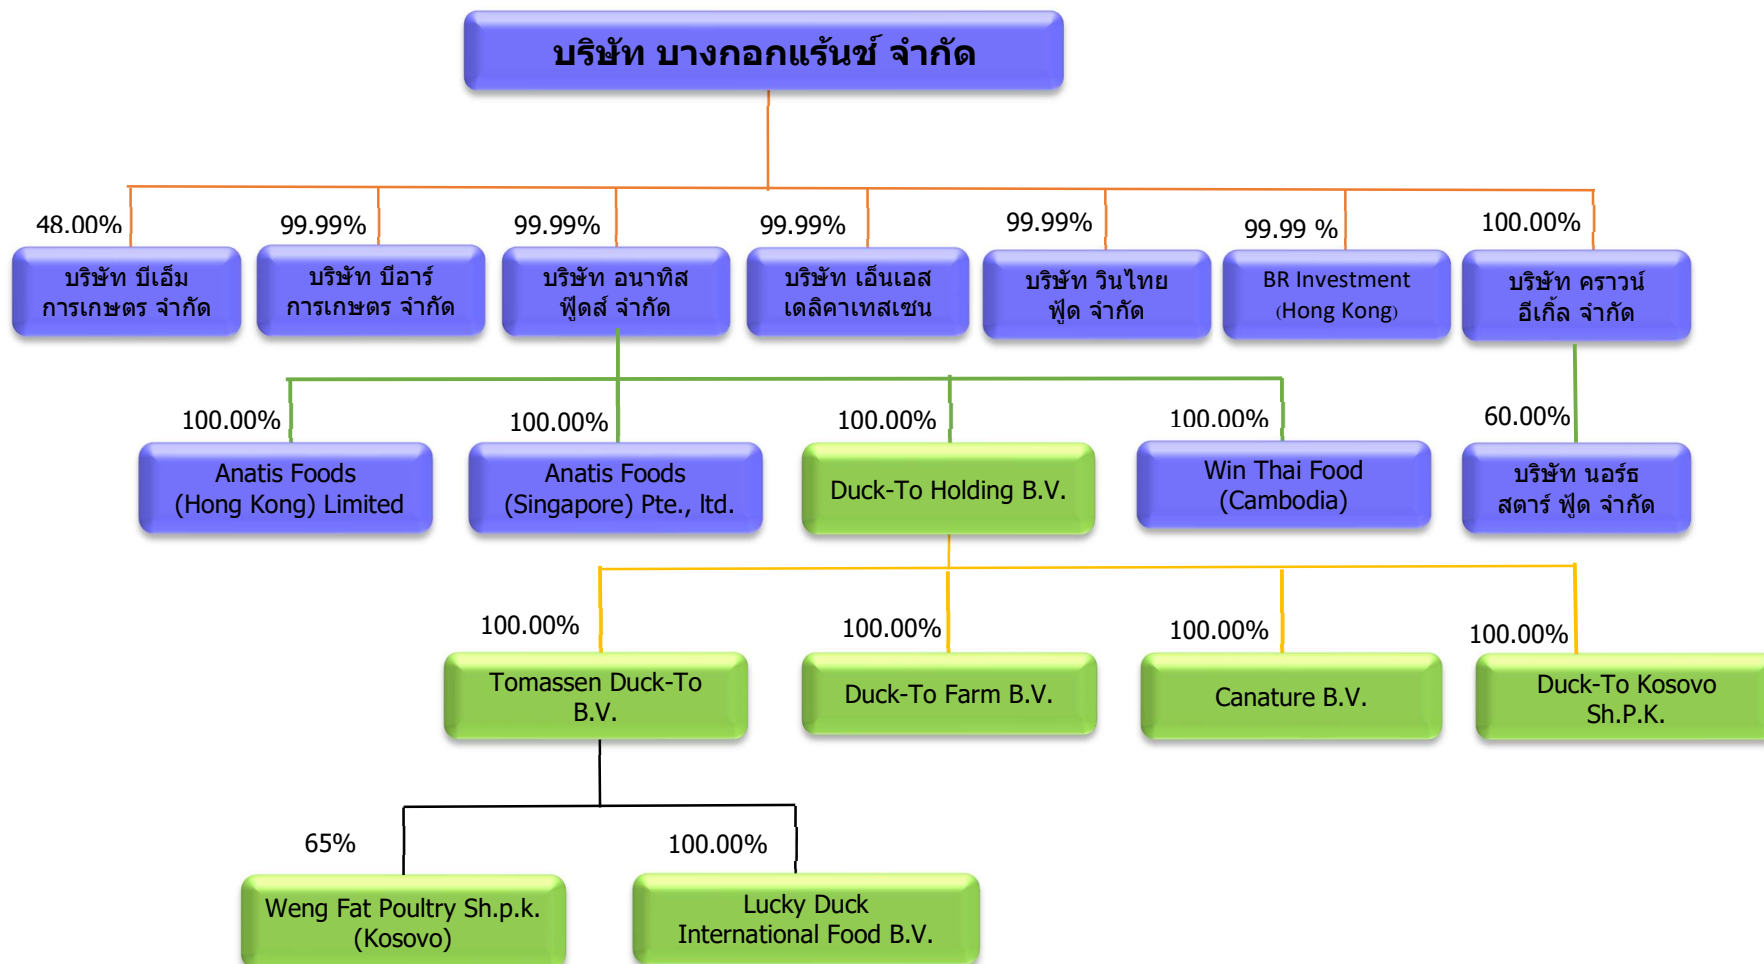 บริษัท บางกอกแร้นช์ จำกัด
48.00%
99.99%
99.99%
99.99%
99.99%
99.99 %
100.00%
บริษัท บีเอ็ม
การเกษตร จำกัด
บริษัท บีอาร์
การเกษตร จำกัด
บริษัท อนาทิส
ฟู๊ดส์ จำกัด
บริษัท เอ็นเอส
เดลิคาเทสเซน
บริษัท วินไทย
ฟู้ด จำกัด
BR Investment
(Hong Kong)
บริษัท คราวน์
อีเกิ้ล จำกัด
100.00%
100.00%
100.00%
100.00%
60.00%
Anatis Foods
(Hong Kong) Limited
Anatis Foods
(Singapore) Pte., ltd.
Duck-To Holding B.V.
Win Thai Food
(Cambodia)
บริษัท นอร์ธ
สตาร์ ฟู้ด จำกัด
100.00%
100.00%
100.00%
100.00%
Tomassen Duck-To
B.V.
Duck-To Farm B.V.
Canature B.V.
Duck-To Kosovo
Sh.P.K.
65%
100.00%
Weng Fat Poultry Sh.p.k.
(Kosovo)
Lucky Duck
International Food B.V.